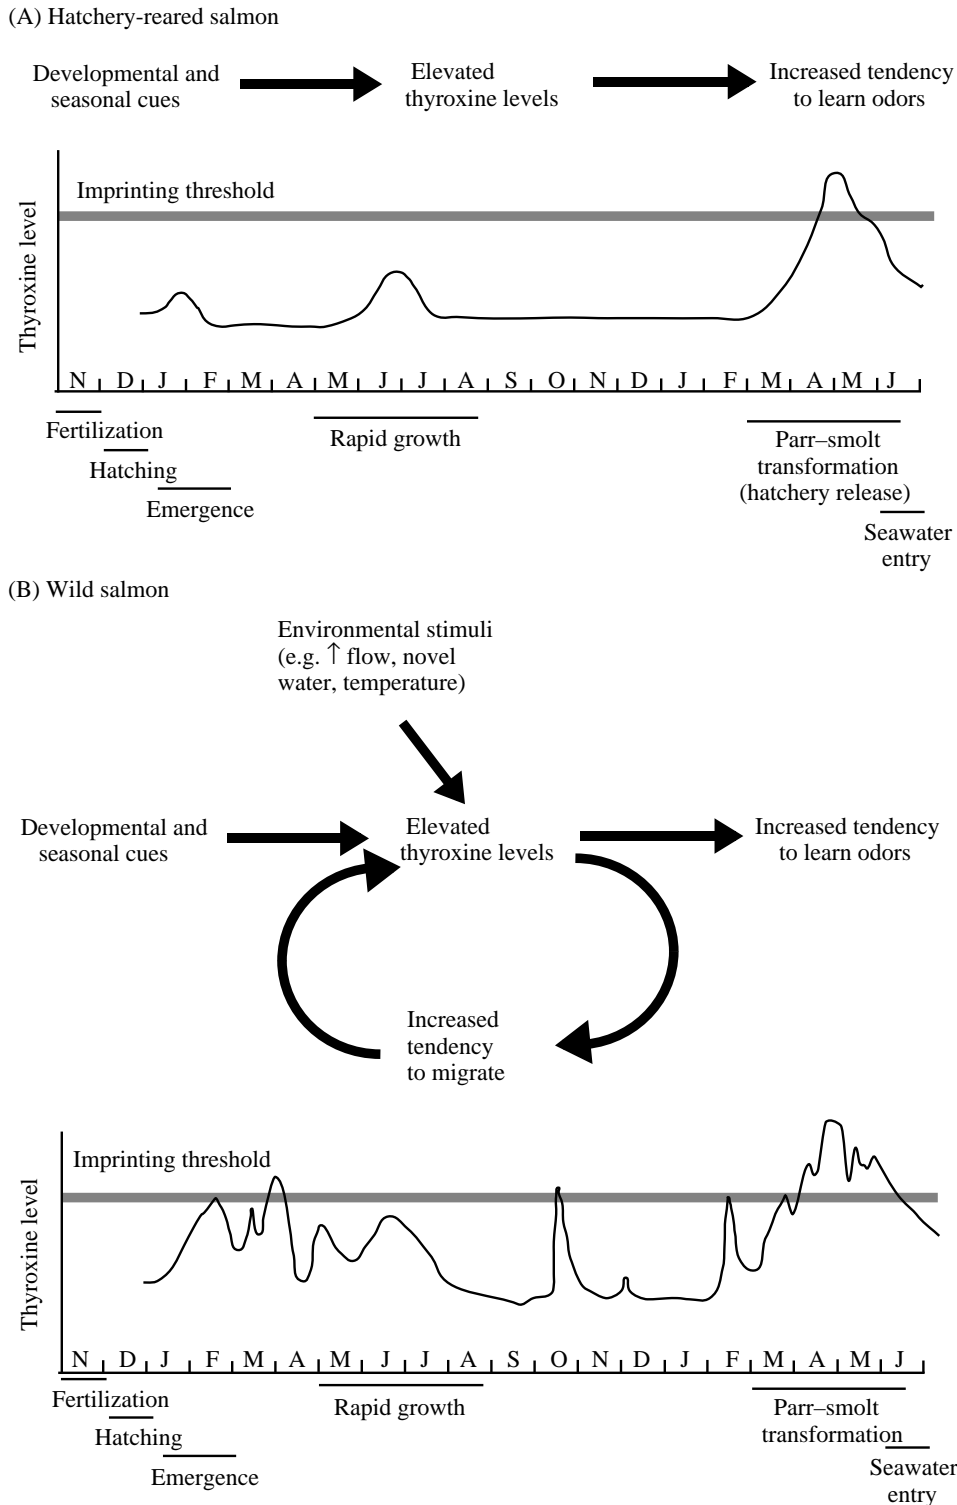 (A) Hatchery-reared salmon
Developmental and
seasonal cues
Elevated
thyroxine levels
Increased tendency
to learn odors
Imprinting threshold
Thyroxine level
N D J F M A M J J A S O N D J F M A M J
Fertilization
Hatching
Emergence
Rapid growth
Parr–smolt
transformation
(hatchery release)
Seawater
entry
(B) Wild salmon
Environmental stimuli
(e.g. ↑ flow, novel
water, temperature)
Developmental and
seasonal cues
Elevated
thyroxine levels
Increased tendency
to learn odors
Increased
tendency
to migrate
Imprinting threshold
Thyroxine level
N D J F M A M J J A S O N D J F M A M J
Fertilization
Hatching
Emergence
Rapid growth
Parr–smolt
transformation
Seawater
entry